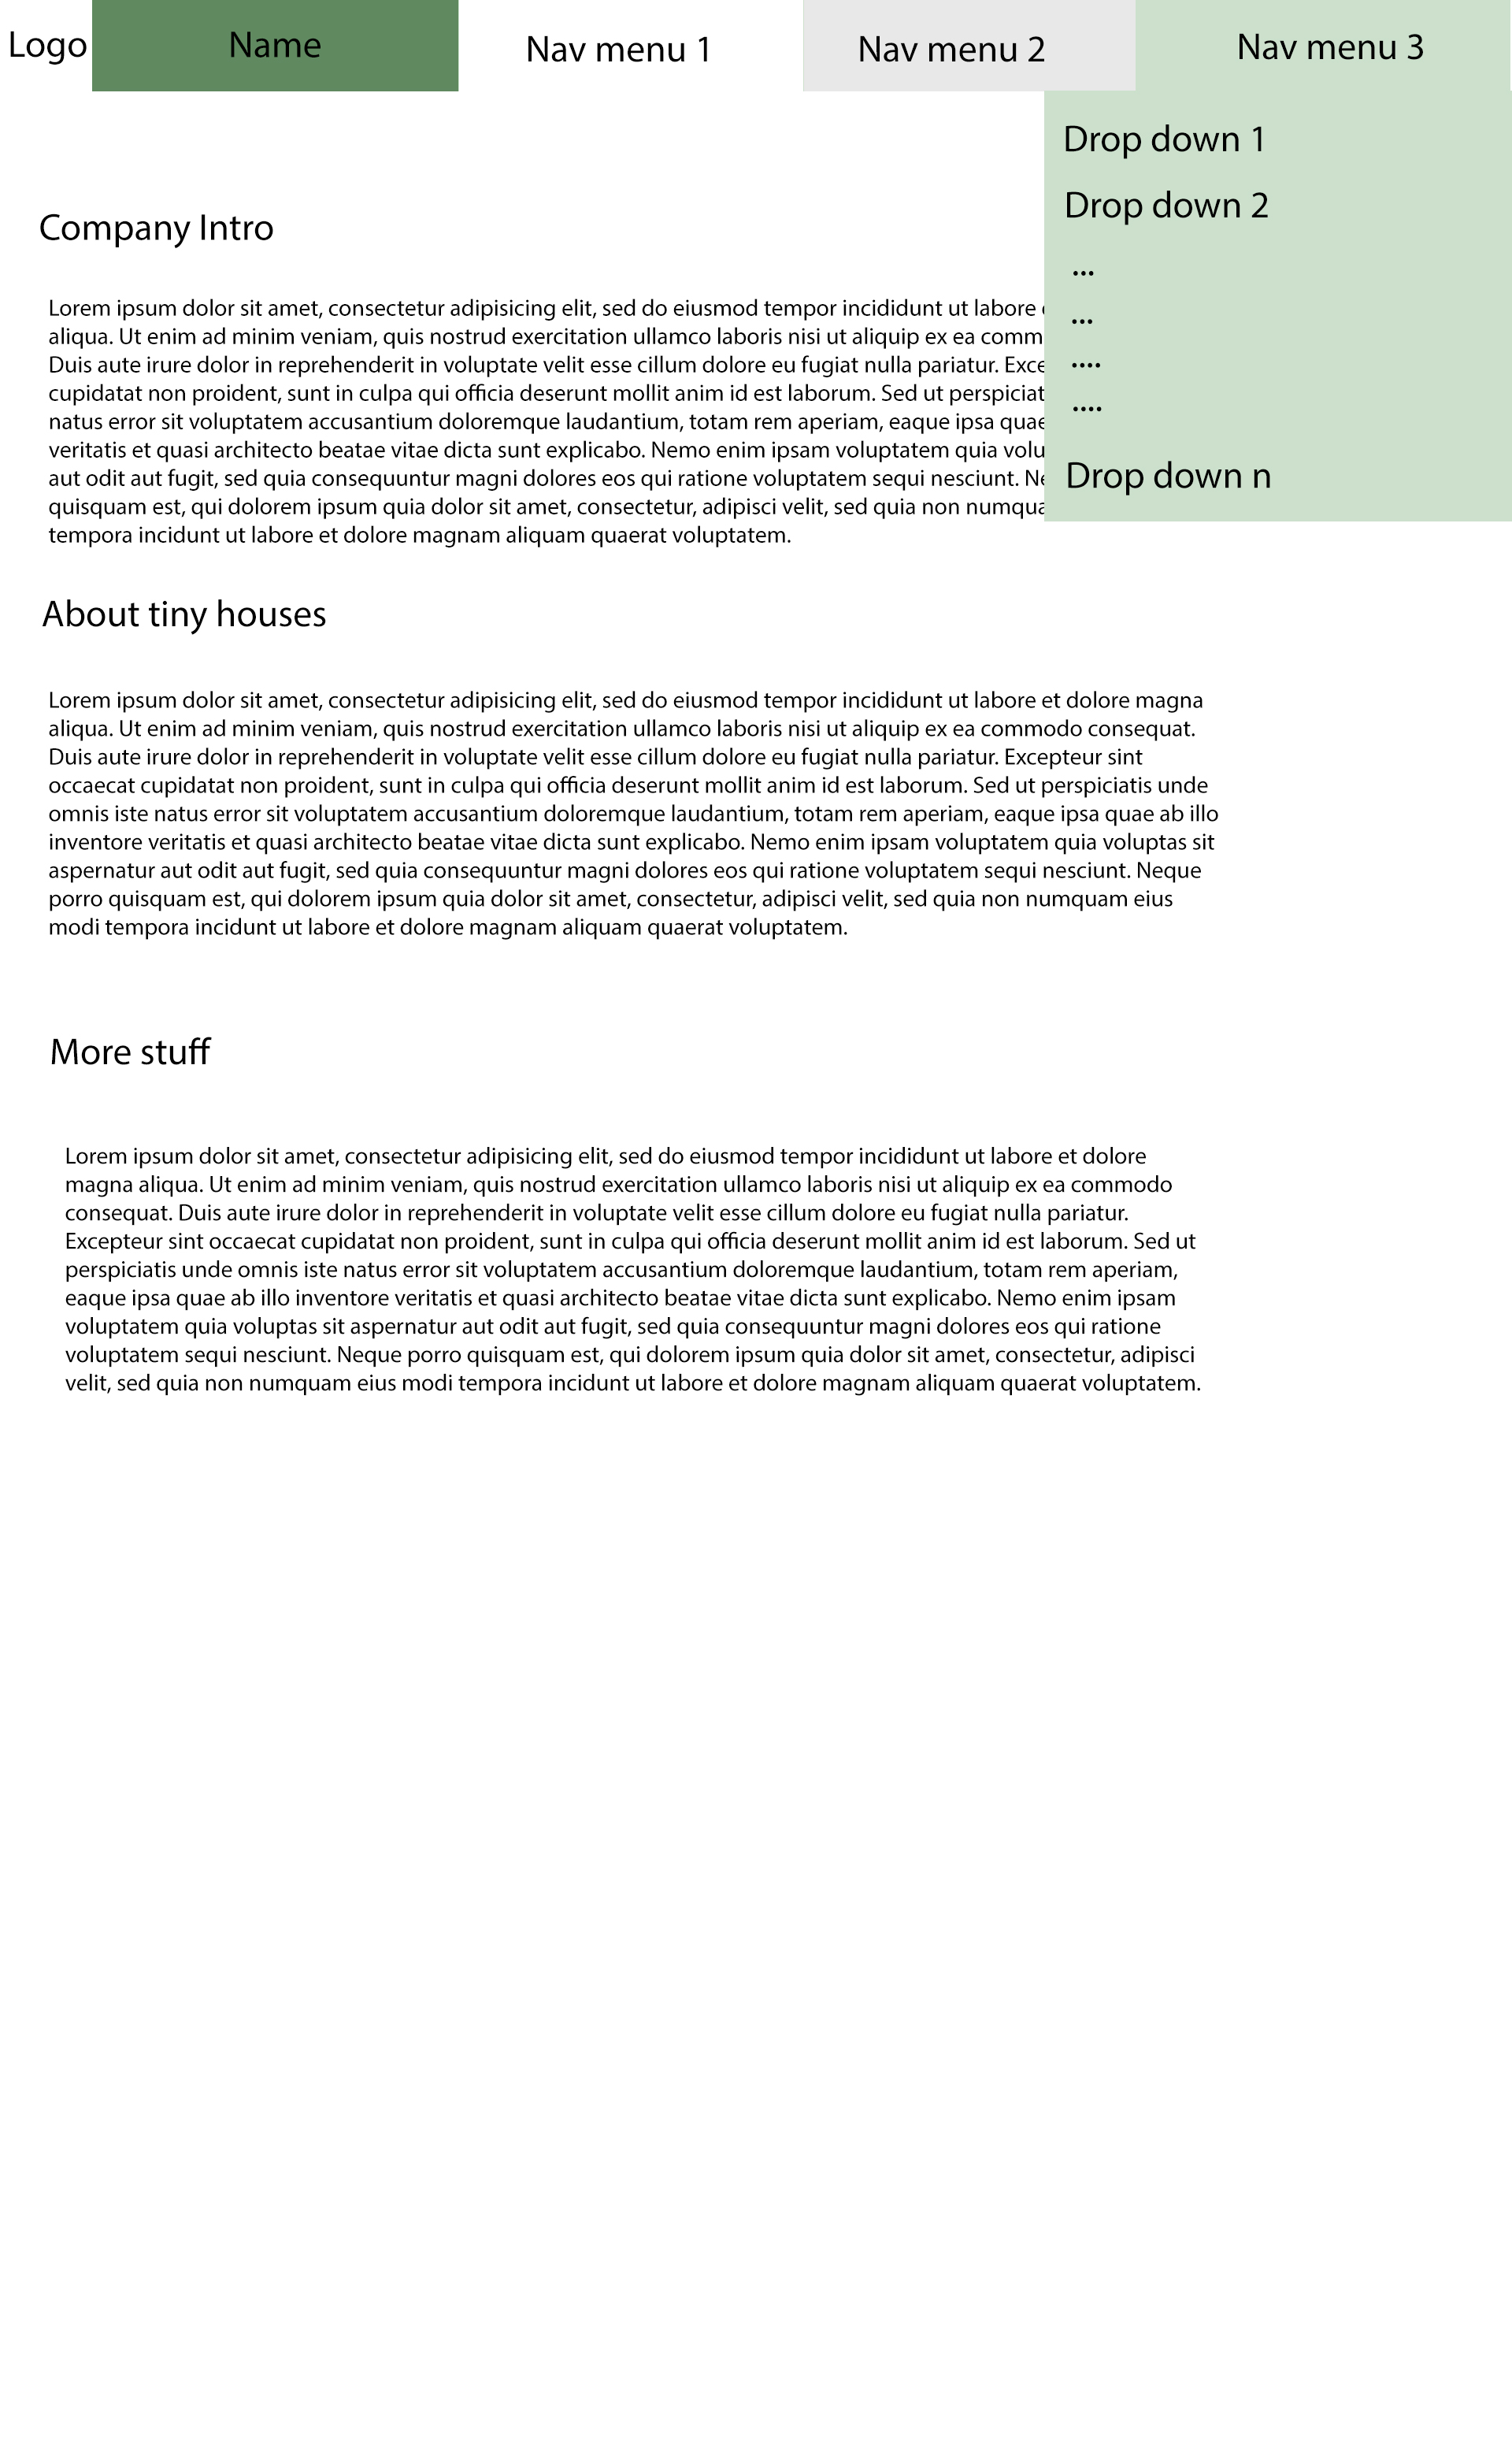 Logo
Name
Nav menu 1
Nav menu 2
Nav menu 3
Drop down 1
Drop down 2
...
...
....
....
Drop down n
Company Intro
Lorem ipsum dolor sit amet, consectetur adipisicing elit, sed do eiusmod tempor incididunt ut labore
aliqua. Ut enim ad minim veniam, quis nostrud exercitation ullamco laboris nisi ut aliquip ex ea comm
Duis aute irure dolor in reprehenderit in voluptate velit esse cillum dolore eu fugiat nulla pariatur. Exce
cupidatat non proident, sunt in culpa qui officia deserunt mollit anim id est laborum. Sed ut perspiciat
natus error sit voluptatem accusantium doloremque laudantium, totam rem aperiam, eaque ipsa quae
veritatis et quasi architecto beatae vitae dicta sunt explicabo. Nemo enim ipsam voluptatem quia volu
aut odit aut fugit, sed quia consequuntur magni dolores eos qui ratione voluptatem sequi nesciunt. Ne
quisquam est, qui dolorem ipsum quia dolor sit amet, consectetur, adipisci velit, sed quia non numqua
tempora incidunt ut labore et dolore magnam aliquam quaerat voluptatem.
About tiny houses
Lorem ipsum dolor sit amet, consectetur adipisicing elit, sed do eiusmod tempor incididunt ut labore et dolore magna
aliqua. Ut enim ad minim veniam, quis nostrud exercitation ullamco laboris nisi ut aliquip ex ea commodo consequat.
Duis aute irure dolor in reprehenderit in voluptate velit esse cillum dolore eu fugiat nulla pariatur. Excepteur sint
occaecat cupidatat non proident, sunt in culpa qui officia deserunt mollit anim id est laborum. Sed ut perspiciatis unde
omnis iste natus error sit voluptatem accusantium doloremque laudantium, totam rem aperiam, eaque ipsa quae ab illo
inventore veritatis et quasi architecto beatae vitae dicta sunt explicabo. Nemo enim ipsam voluptatem quia voluptas sit
aspernatur aut odit aut fugit, sed quia consequuntur magni dolores eos qui ratione voluptatem sequi nesciunt. Neque
porro quisquam est, qui dolorem ipsum quia dolor sit amet, consectetur, adipisci velit, sed quia non numquam eius
modi tempora incidunt ut labore et dolore magnam aliquam quaerat voluptatem.
More stuff
Lorem ipsum dolor sit amet, consectetur adipisicing elit, sed do eiusmod tempor incididunt ut labore et dolore
magna aliqua. Ut enim ad minim veniam, quis nostrud exercitation ullamco laboris nisi ut aliquip ex ea commodo
consequat. Duis aute irure dolor in reprehenderit in voluptate velit esse cillum dolore eu fugiat nulla pariatur.
Excepteur sint occaecat cupidatat non proident, sunt in culpa qui officia deserunt mollit anim id est laborum. Sed ut
perspiciatis unde omnis iste natus error sit voluptatem accusantium doloremque laudantium, totam rem aperiam,
eaque ipsa quae ab illo inventore veritatis et quasi architecto beatae vitae dicta sunt explicabo. Nemo enim ipsam
voluptatem quia voluptas sit aspernatur aut odit aut fugit, sed quia consequuntur magni dolores eos qui ratione
voluptatem sequi nesciunt. Neque porro quisquam est, qui dolorem ipsum quia dolor sit amet, consectetur, adipisci
velit, sed quia non numquam eius modi tempora incidunt ut labore et dolore magnam aliquam quaerat voluptatem.